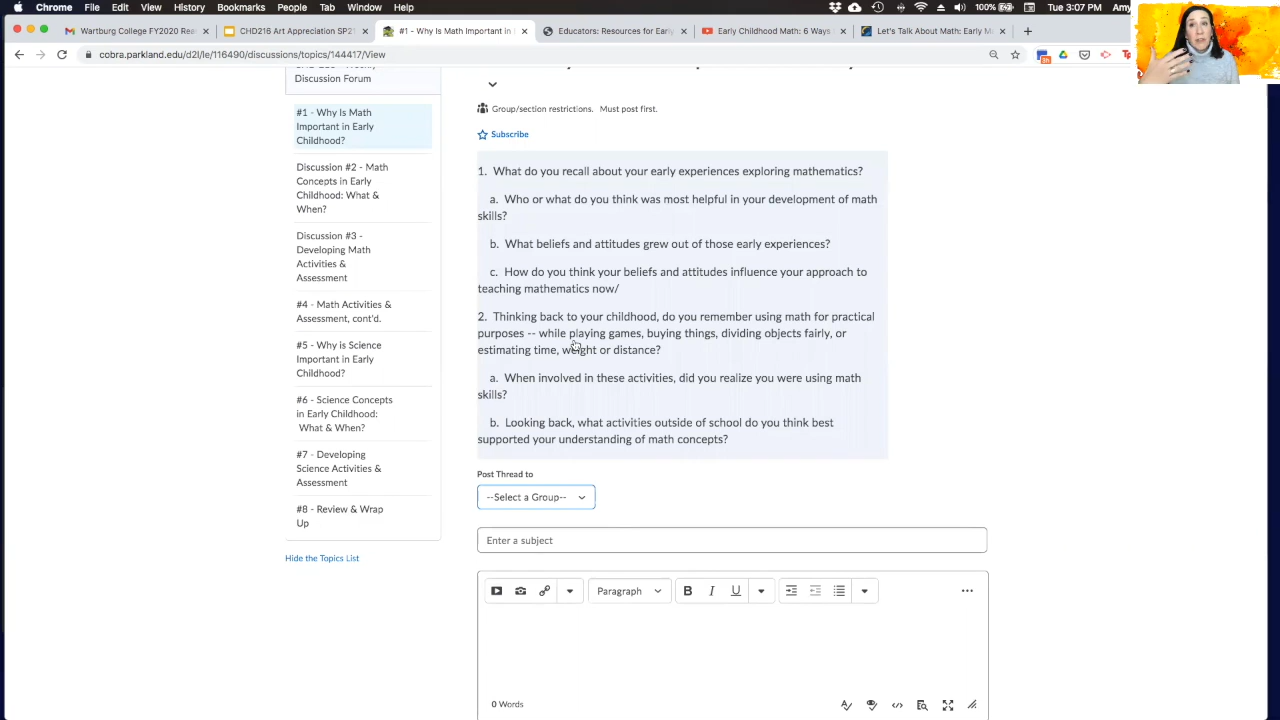 Chrome File Edit View History Bookmarks People Tab Window Help
100% Tue 3:07 PM Amy
Wartburg College FY2020 Rea
CHD216 Art Appreciation SP21
#1 - Why Is Math Important in E
Educators: Resources for Early
Early Childhood Math: 6 Ways
Let's Talk About Math: Early M
cobra.parkland.edu/d2l/le/116490/discussions/topics/144417/View
Discussion Forum
#1 - Why Is Math
Important in Early
Childhood?
Discussion #2 - Math
Concepts in Early
Childhood: What &
When?
Discussion #3 -
Developing Math
Activities &
Assessment
#4 - Math Activities &
Assessment, cont'd.
#5 - Why is Science
Important in Early
Childhood?
#6 - Science Concepts
in Early Childhood:
What & When?
#7 - Developing
Science Activities &
Assessment
#8 - Review & Wrap
Up
Hide the Topics List
Group/section restrictions. Must post first.
Subscribe
1. What do you recall about your early experiences exploring mathematics?
a. Who or what do you think was most helpful in your development of math
skills?
b. What beliefs and attitudes grew out of those early experiences?
c. How do you think your beliefs and attitudes influence your approach to
teaching mathematics now/
2. Thinking back to your childhood, do you remember using math for practical
purposes -- while playing games, buying things, dividing objects fairly, or
estimating time, weight or distance?
a. When involved in these activities, did you realize you were using math
skills?
b. Looking back, what activities outside of school do you think best
supported your understanding of math concepts?
Post Thread to
--Select a Group--
Enter a subject
Paragraph B I U
0 Words